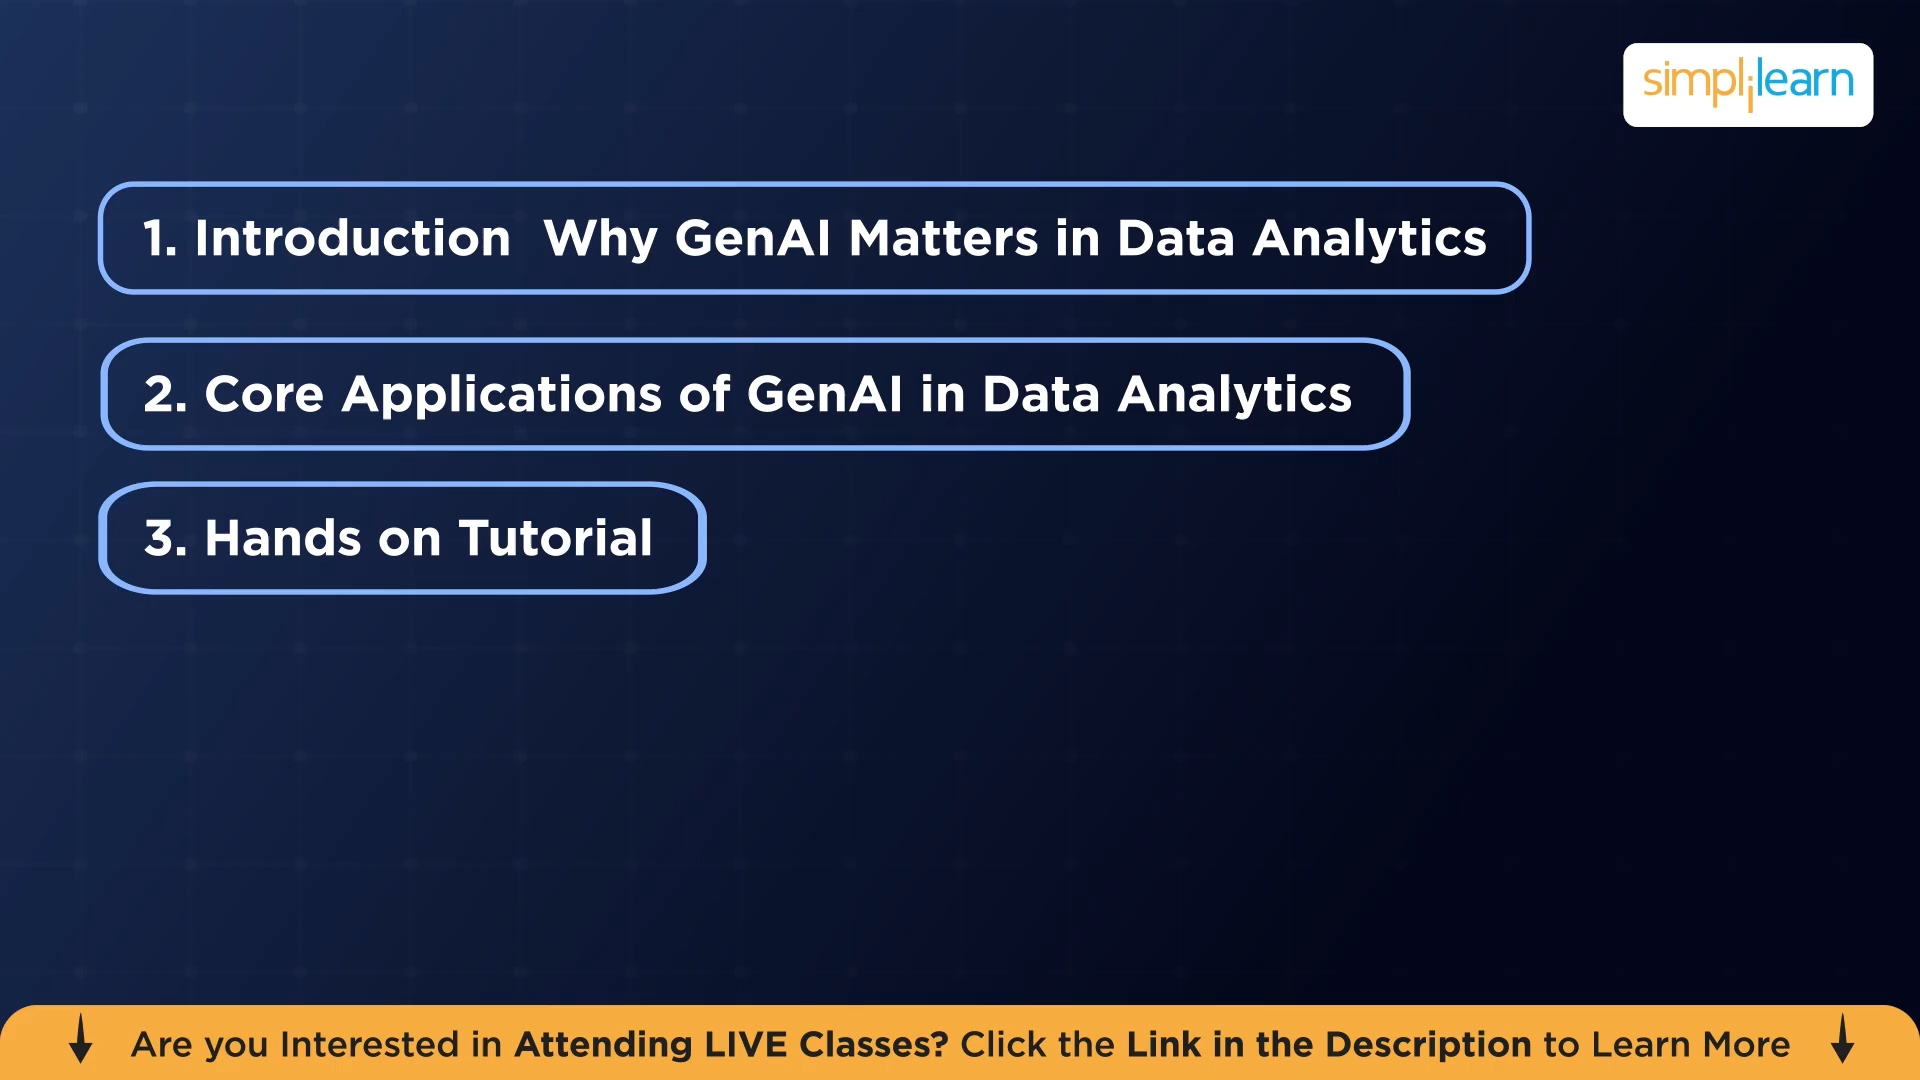 simplilearn
1. Introduction  Why GenAI Matters in Data Analytics
2. Core Applications of GenAI in Data Analytics
3. Hands on Tutorial
Are you Interested in Attending LIVE Classes? Click the Link in the Description to Learn More